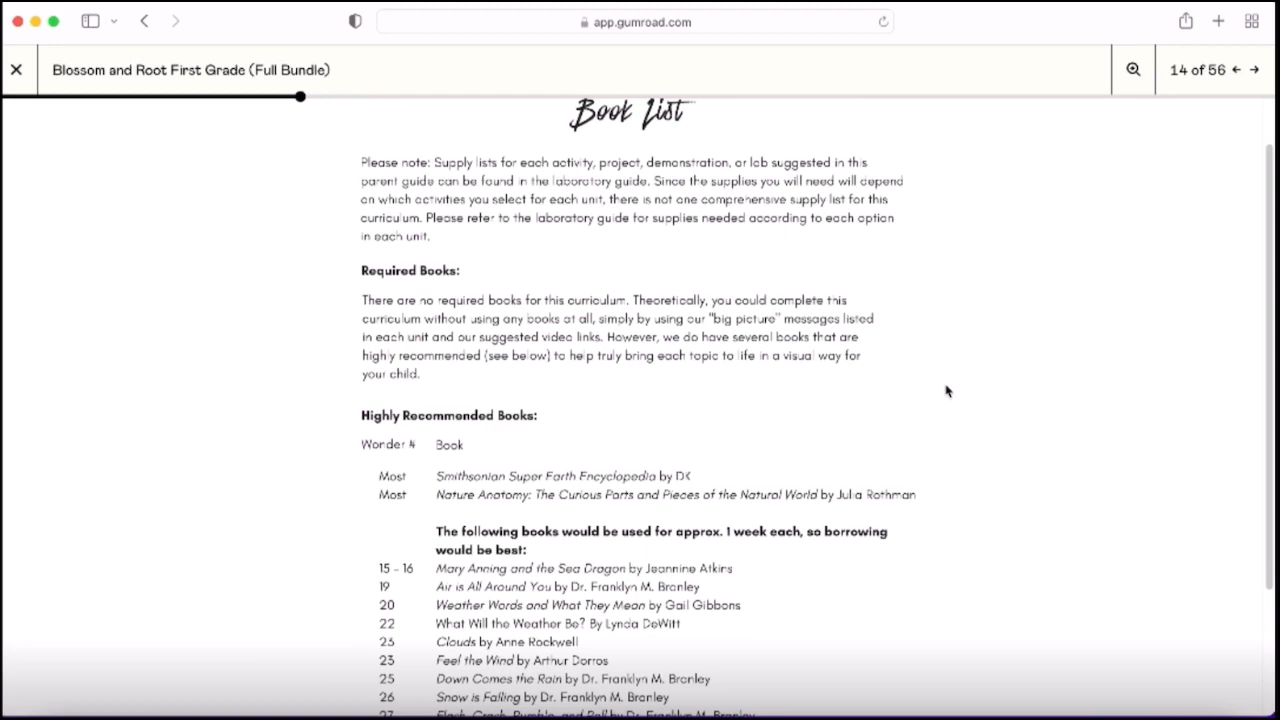 app.gumroad.com
Blossom and Root First Grade (Full Bundle)
14 of 56
Book List
Please note: Supply lists for each activity, project, demonstration, or lab suggested in this
parent guide can be found in the laboratory guide. Since the supplies you will need will depend
on which activities you select for each unit, there is not one comprehensive supply list for this
curriculum. Please refer to the laboratory guide for supplies needed according to each option
in each unit.
Required Books:
There are no required books for this curriculum. Theoretically, you could complete this
curriculum without using any books at all, simply by using our "big picture" messages listed
in each unit and our suggested video links. However, we do have several books that are
highly recommended (see below) to help truly bring each topic to life in a visual way for
your child.
Highly Recommended Books:
Wonder # Book
Most Smithsonian Super Earth Encyclopedia by DK
Most Nature Anatomy: The Curious Parts and Pieces of the Natural World by Julia Rothman
The following books would be used for approx. 1 week each, so borrowing
would be best:
15 - 16 Mary Anning and the Sea Dragon by Jeannine Atkins
19 Air is All Around You by Dr. Franklyn M. Branley
20 Weather Words and What They Mean by Gail Gibbons
22 What Will the Weather Be? By Lynda DeWitt
23 Clouds by Anne Rockwell
23 Feel the Wind by Arthur Dorros
25 Down Comes the Rain by Dr. Franklyn M. Branley
26 Snow is Falling by Dr. Franklyn M. Branley
27 Flash, Crash, Rumble, and Roll by Dr. Franklyn M. Branley